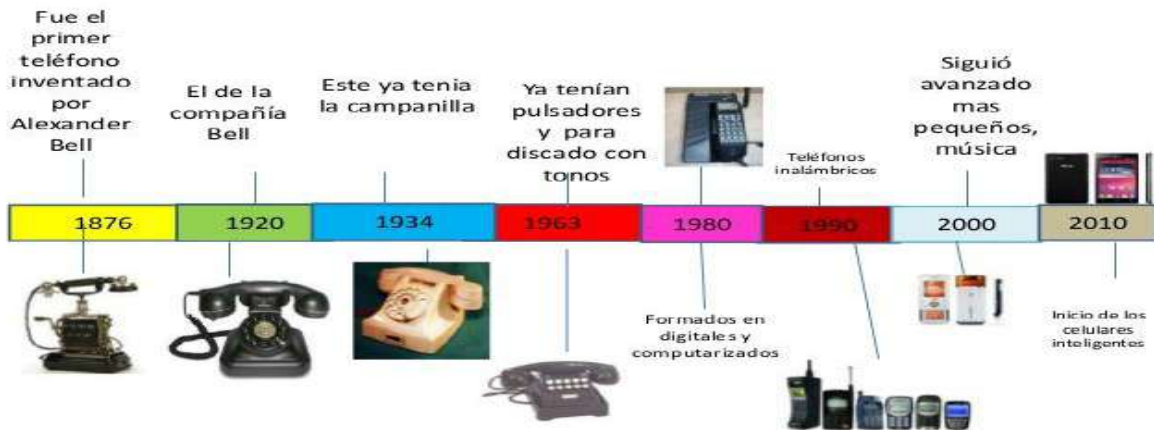 Fue el
primer
teléfono
inventado
por
Alexander
Bell
El de la
compañía
Bell
Este ya tenia
la campanilla
Ya tenían
pulsadores
y para
discado con
tonos
Teléfonos
inalámbricos
Siguió
avanzado
mas
pequeños,
música
1876
1920
1934
1963
1980
1990
2000
2010
Formados en
digitales y
computarizados
Inicio de los
celulares
inteligentes